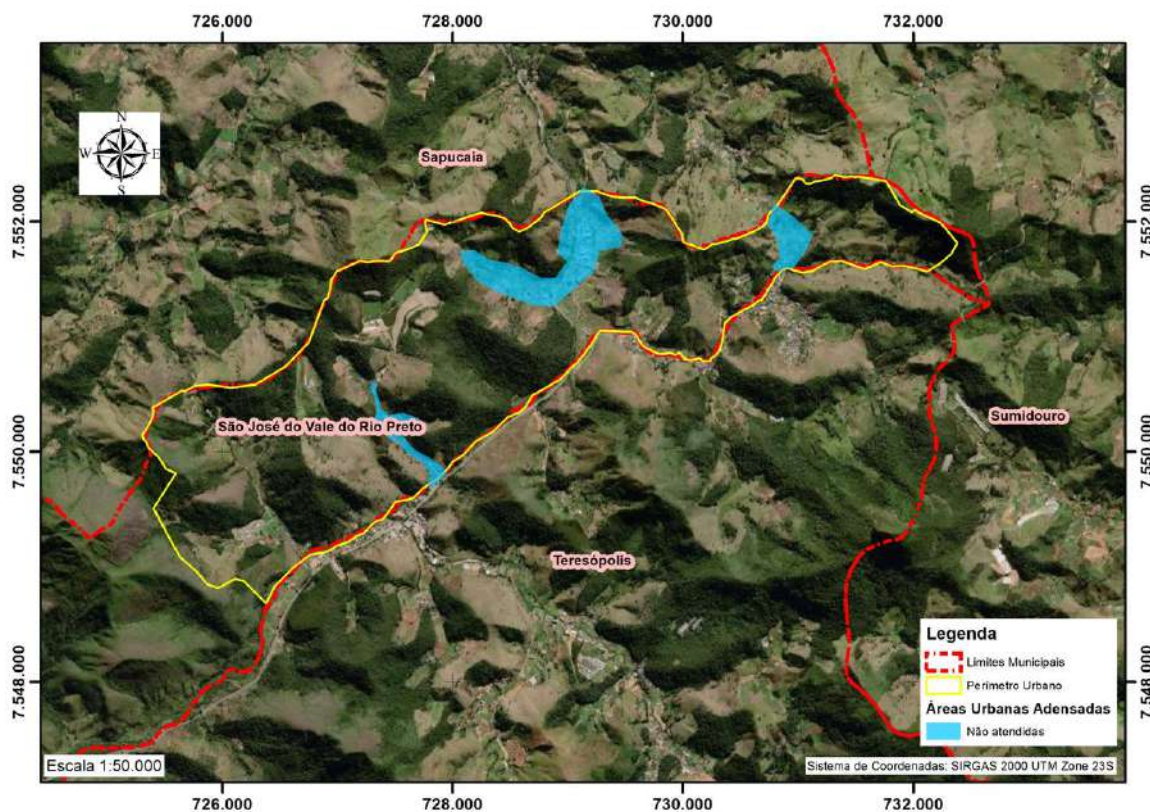 726.000
728.000
730.000
732.000
7.552.000
7.552.000
N
W
E
S
Sapucaia
São José do Vale do Rio Preto
Sumidouro
7.550.000
7.550.000
Teresópolis
Legenda
Limites Municipais
Perímetro Urbano
Áreas Urbanas Adensadas
Não atendidas
7.548.000
7.548.000
Escala 1:50.000
Sistema de Coordenadas: SIRGAS 2000 UTM Zone 23S
726.000
728.000
730.000
732.000